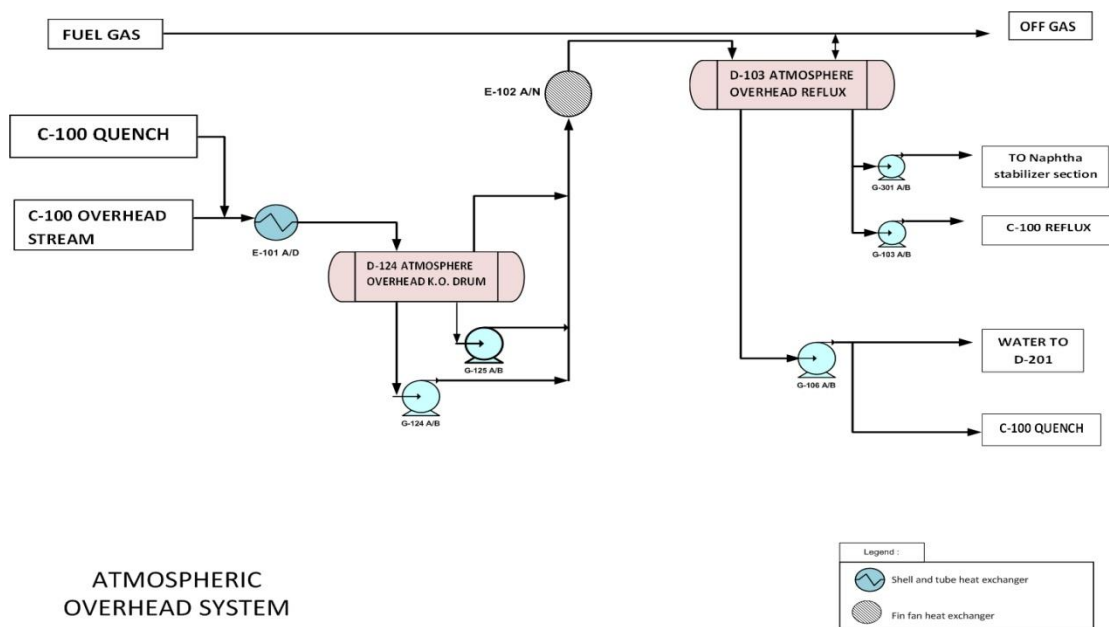 FUEL GAS
OFF GAS
D-103 ATMOSPHERE
OVERHEAD REFLUX
E-102 A/N
C-100 QUENCH
TO Naphtha
stabilizer section
G-301 A/B
C-100 OVERHEAD
STREAM
E-101 A/D
C-100 REFLUX
G-103 A/B
D-124 ATMOSPHERE
OVERHEAD K.O. DRUM
G-125 A/B
G-124 A/B
WATER TO
D-201
G-106 A/B
C-100 QUENCH
ATMOSPHERIC
OVERHEAD SYSTEM
Legend :
Shell and tube heat exchanger
Fin fan heat exchanger